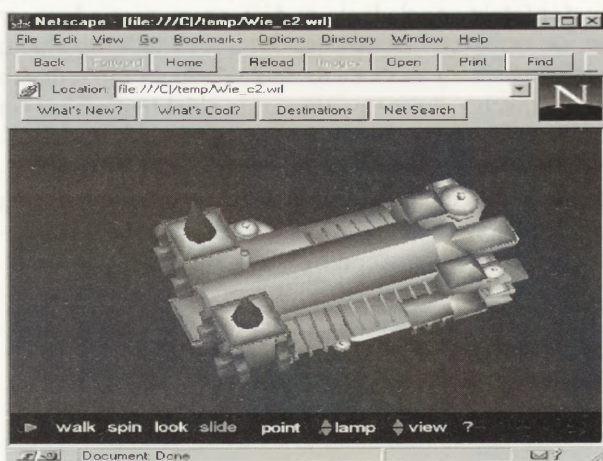 Netscape - [file:///C|/temp/Wie_c2.wrl]
File Edit View Go Bookmarks Options Directory Window Help
Back Forward Home Reload Images Open Print Find
Location: file:///C|/temp/Wie_c2.wrl
N
What's New? What's Cool? Destinations Net Search
walk spin look slide point lamp view ?
Document: Done